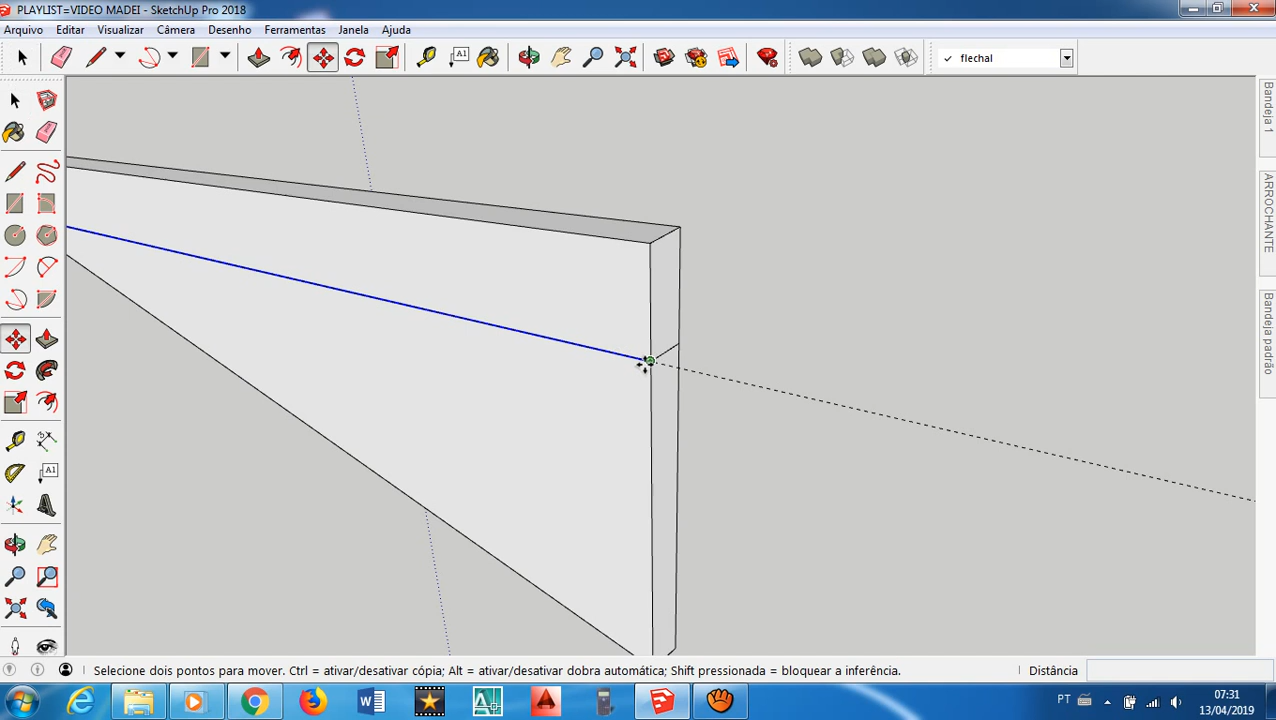 PLAYLIST=VIDEO MADEI - SketchUp Pro 2018
Arquivo Editar Visualizar Câmera Desenho Ferramentas Janela Ajuda
A1
✓ flechal
Bandeja 1
ARROCHANTE
Bandeja padrão
A1
Selecione dois pontos para mover. Ctrl = ativar/desativar cópia; Alt = ativar/desativar dobra automática; Shift pressionada = bloquear a inferência.
Distância
PT
07:31
13/04/2019